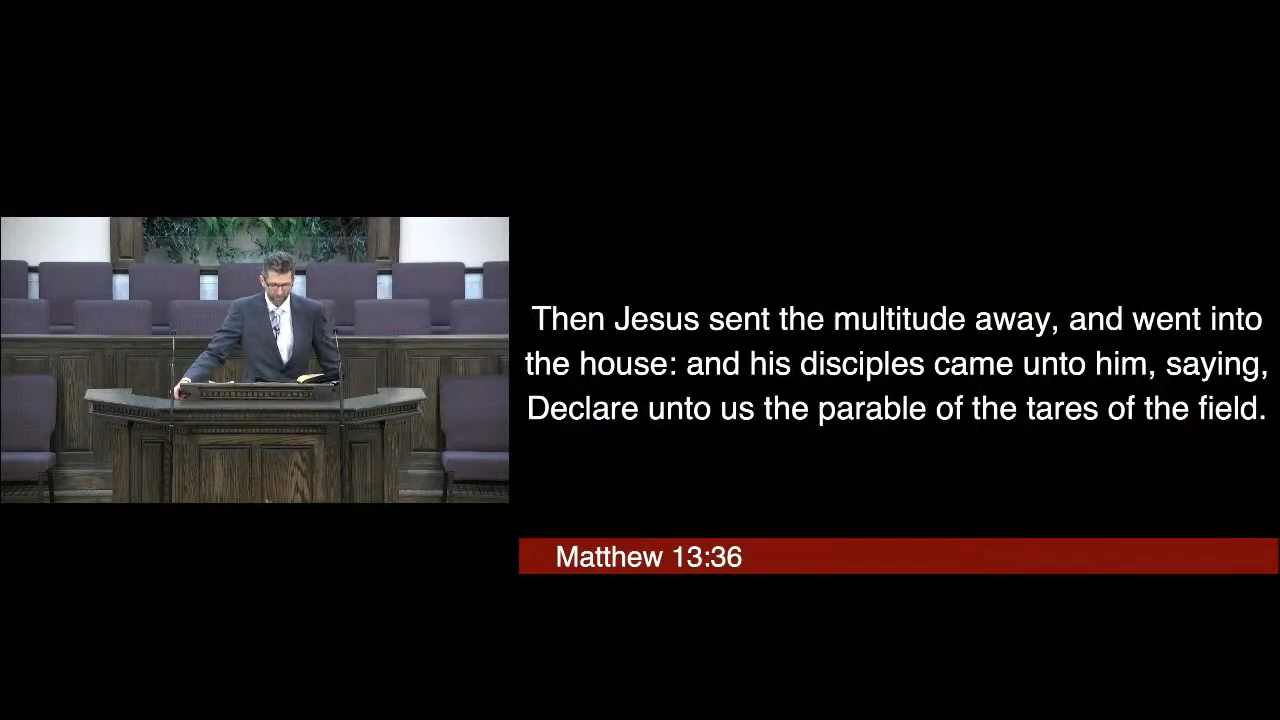 Then Jesus sent the multitude away, and went into
the house: and his disciples came unto him, saying,
Declare unto us the parable of the tares of the field.
Matthew 13:36